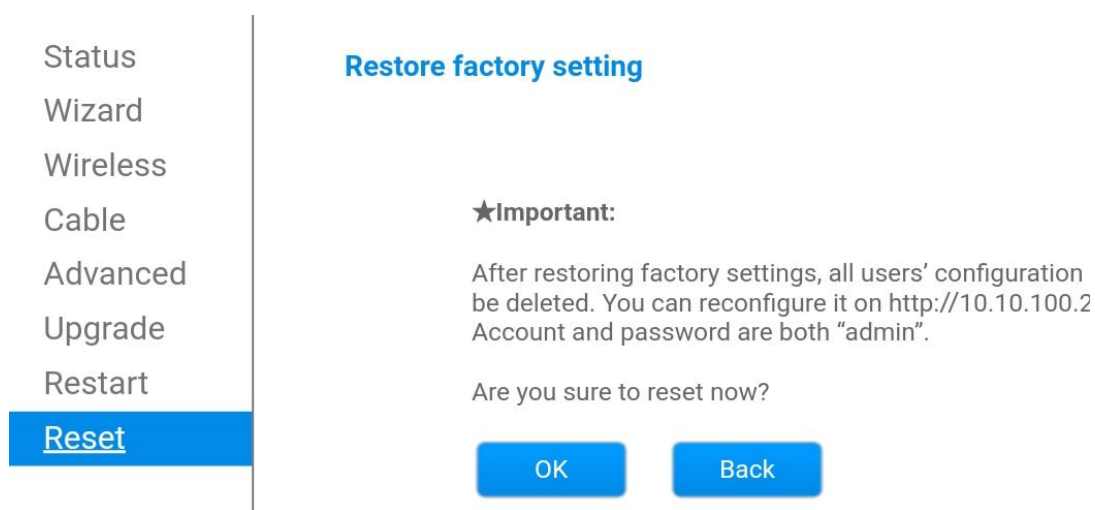 Status
Wizard
Wireless
Cable
Advanced
Upgrade
Restart
Reset
Restore factory setting
★Important:
After restoring factory settings, all users’ configuration
be deleted. You can reconfigure it on http://10.10.100.2
Account and password are both “admin”.
Are you sure to reset now?
OK
Back